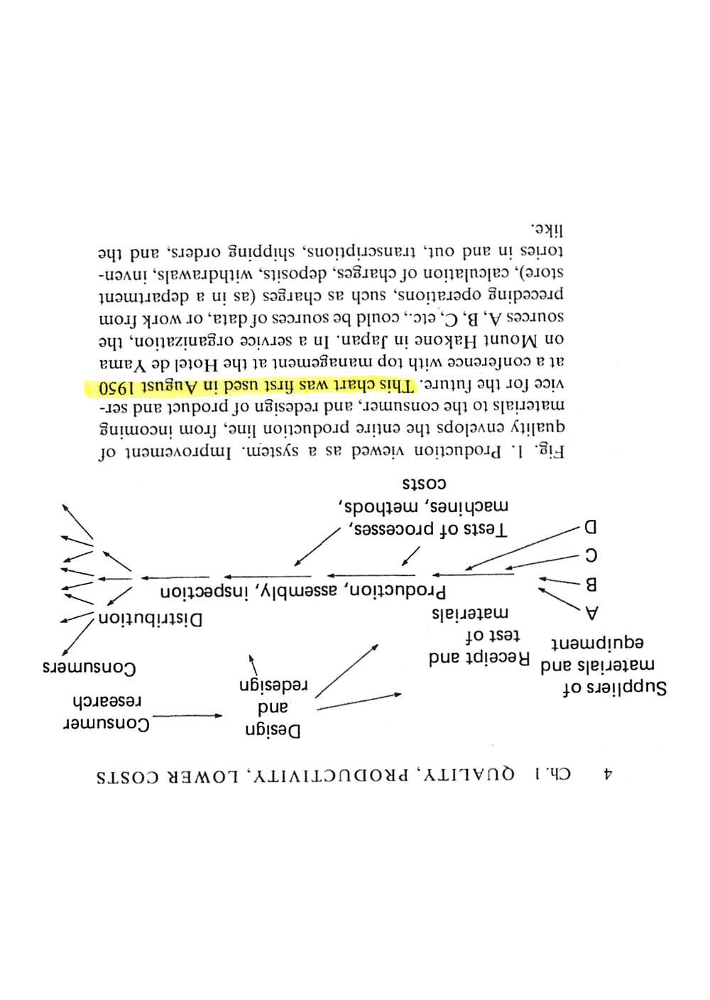 4 Ch. 1 QUALITY, PRODUCTIVITY, LOWER COSTS
Design
and
redesign
Consumer
research
Suppliers of
materials and
equipment
Receipt and
test of
materials
Consumers
A
B
C
D
Distribution
Production, assembly, inspection
Tests of processes,
machines, methods,
costs
Fig. 1. Production viewed as a system. Improvement of
quality envelops the entire production line, from incoming
materials to the consumer, and redesign of product and ser-
vice for the future. This chart was first used in August 1950
at a conference with top management at the Hotel de Yama
on Mount Hakone in Japan. In a service organization, the
sources A, B, C, etc., could be sources of data, or work from
preceding operations, such as charges (as in a department
store), calculation of charges, deposits, withdrawals, inven-
tories in and out, transcriptions, shipping orders, and the
like.